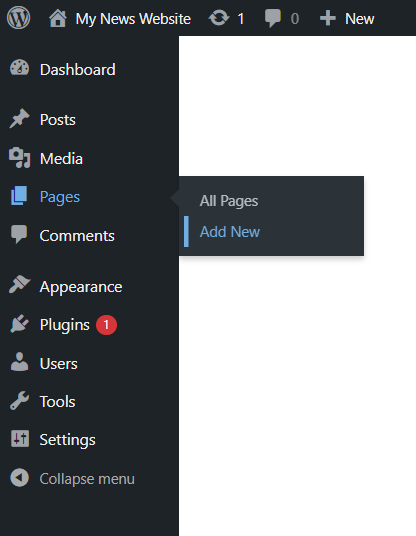 My News Website 1 0 New
Dashboard
Posts
Media
Pages
All Pages
Add New
Comments
Appearance
Plugins 1
Users
Tools
Settings
Collapse menu